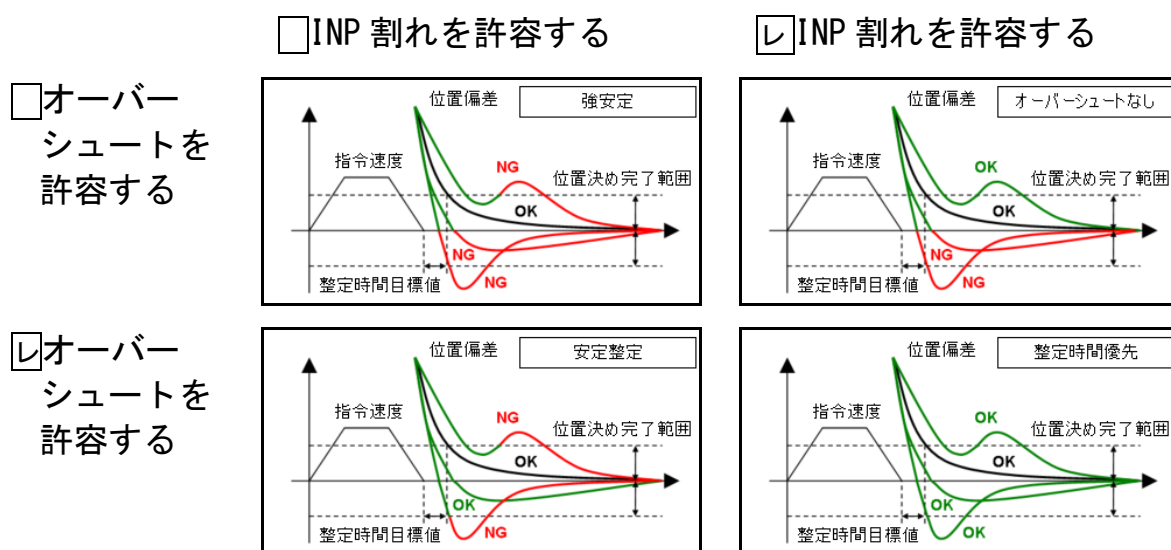 □INP 割れを許容する
レINP 割れを許容する
□オーバー
シュートを
許容する
位置偏差
強安定
指令速度
NG
位置決め完了範囲
OK
NG
整定時間目標値
NG
位置偏差
オーバーシュートなし
指令速度
OK
位置決め完了範囲
OK
NG
整定時間目標値
NG
レオーバー
シュートを
許容する
位置偏差
安定整定
指令速度
NG
位置決め完了範囲
OK
OK
整定時間目標値
NG
位置偏差
整定時間優先
指令速度
OK
位置決め完了範囲
OK
OK
整定時間目標値
OK